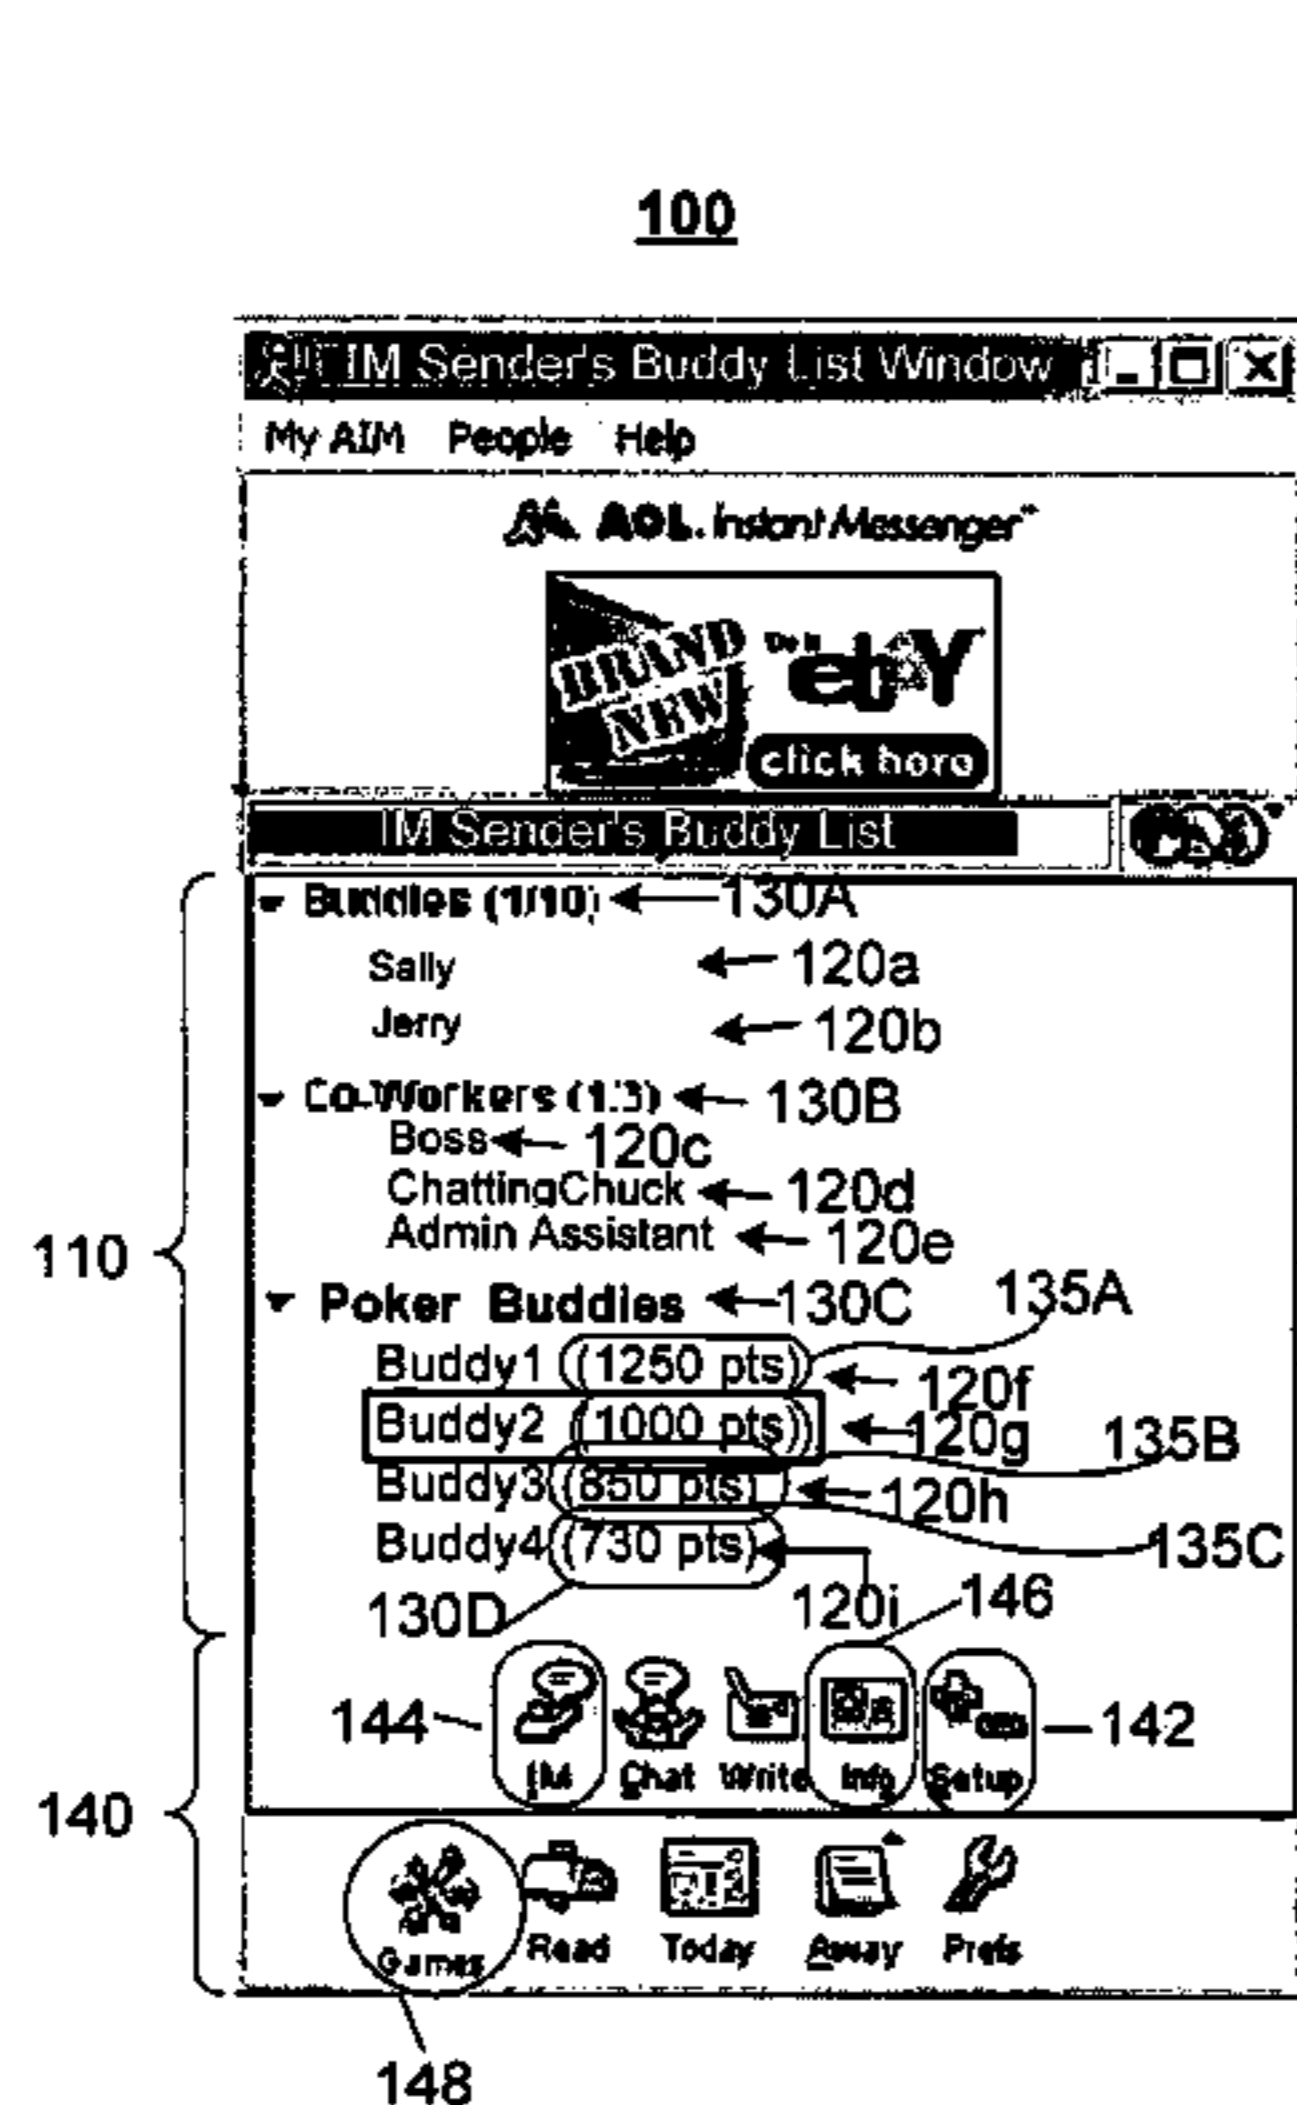 100
IM Sender's Buddy List Window
My AIM People Help
AOL Instant Messenger™
BRAND NEW
Do it ebay
click here
IM Sender's Buddy List
Buddies (1/10) 130A
Sally 120a
Jerry 120b
Co-Workers (1/3) 130B
Boss 120c
ChattingChuck 120d
110 Admin Assistant 120e
135A
Poker Buddies 130C
Buddy1 (1250 pts) 120f
Buddy2 (1000 pts) 120g 135B
Buddy3 (850 pts) 120h
Buddy4 (730 pts) 135C
130D 120i 146
144 142
IM Chat Write Info Setup
140
Games Read Today Away Prefs
148